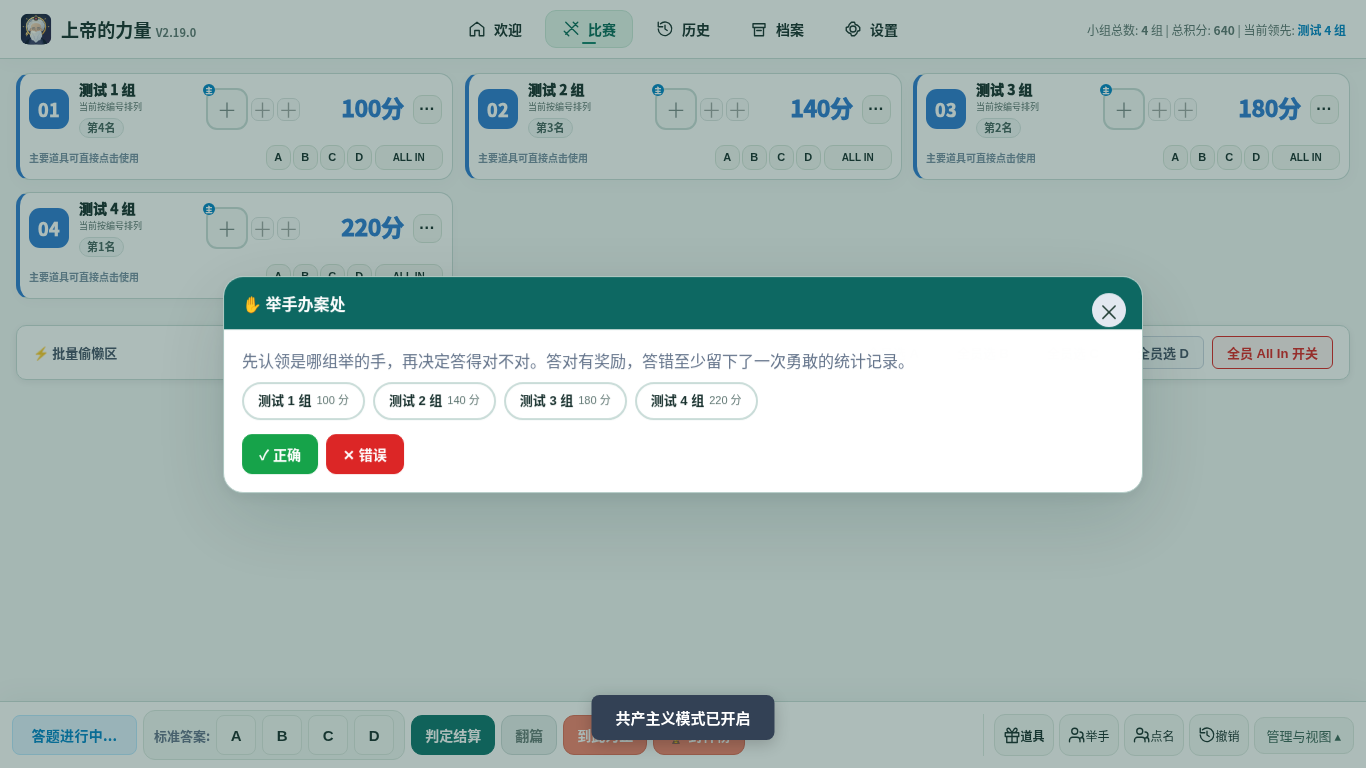 上帝的力量 V2.19.0
欢迎
比赛
历史
档案
设置
小组总数: 4 组 | 总积分: 640 | 当前领先: 测试 4 组
01
测试 1 组
当前按编号排列
第4名
主
100分
主要道具可直接点击使用
A B C D ALL IN
02
测试 2 组
当前按编号排列
第3名
主
140分
主要道具可直接点击使用
A B C D ALL IN
03
测试 3 组
当前按编号排列
第2名
主
180分
主要道具可直接点击使用
A B C D ALL IN
04
测试 4 组
当前按编号排列
第1名
主
220分
主要道具可直接点击使用
A B C D ALL IN
⚡ 批量偷懒区
全员选 D
全员 All In 开关
✋ 举手办案处
先认领是哪组举的手，再决定答得对不对。答对有奖励，答错至少留下了一次勇敢的统计记录。
测试 1 组 100 分
测试 2 组 140 分
测试 3 组 180 分
测试 4 组 220 分
✓ 正确
✕ 错误
共产主义模式已开启
答题进行中...
标准答案: A B C D
判定结算
翻篇
道具
举手
点名
撤销
管理与视图 ▴